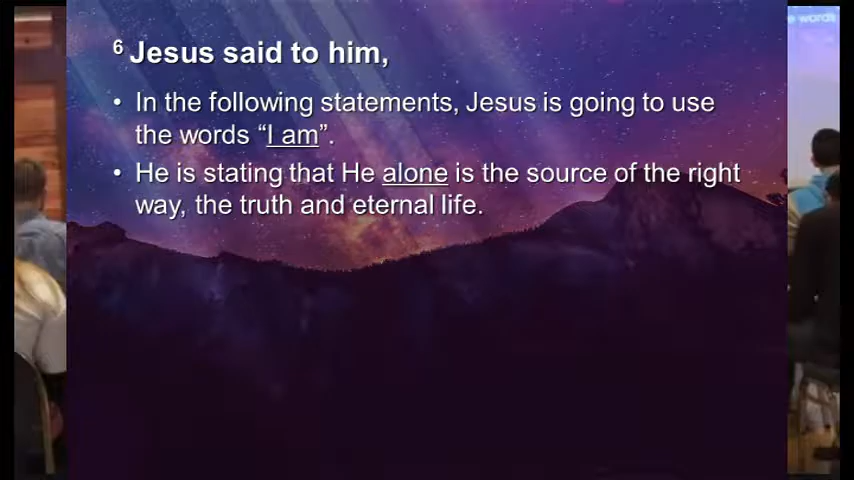 6 Jesus said to him,
• In the following statements, Jesus is going to use
the words “I am”.
• He is stating that He alone is the source of the right
way, the truth and eternal life.
words